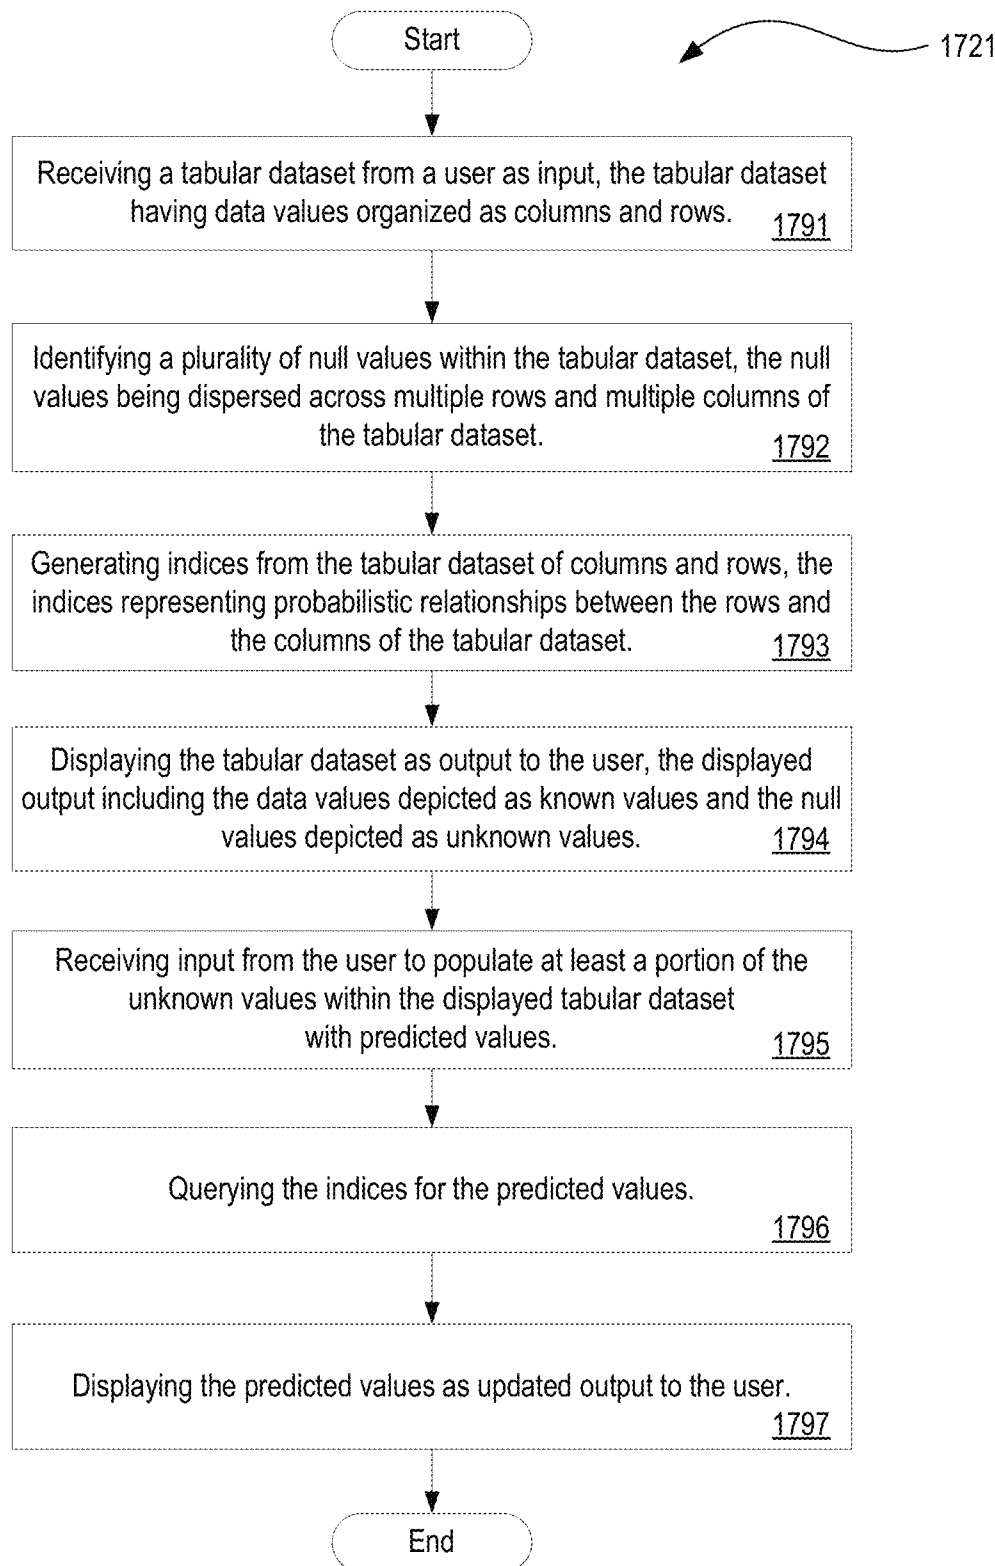 Start
1721
Receiving a tabular dataset from a user as input, the tabular dataset
having data values organized as columns and rows.
1791
Identifying a plurality of null values within the tabular dataset, the null
values being dispersed across multiple rows and multiple columns of
the tabular dataset.
1792
Generating indices from the tabular dataset of columns and rows, the
indices representing probabilistic relationships between the rows and
the columns of the tabular dataset.
1793
Displaying the tabular dataset as output to the user, the displayed
output including the data values depicted as known values and the null
values depicted as unknown values.
1794
Receiving input from the user to populate at least a portion of the
unknown values within the displayed tabular dataset
with predicted values.
1795
Querying the indices for the predicted values.
1796
Displaying the predicted values as updated output to the user.
1797
End